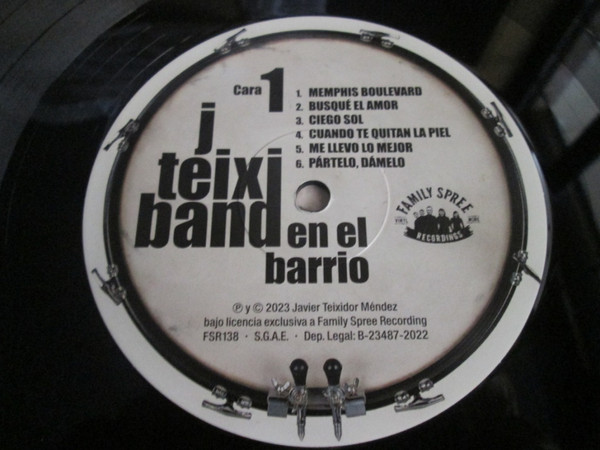 Cara 1
j
teixi
band en el
barrio
1. MEMPHIS BOULEVARD
2. BUSQUÉ EL AMOR
3. CIEGO SOL
4. CUANDO TE QUITAN LA PIEL
5. ME LLEVO LO MEJOR
6. PÁRTELO, DÁMELO
FAMILY SPREE
RECORDINGS
℗ y © 2023 Javier Teixidor Méndez
bajo licencia exclusiva a Family Spree Recording
FSR138 · S.G.A.E. · Dep. Legal: B-23487-2022